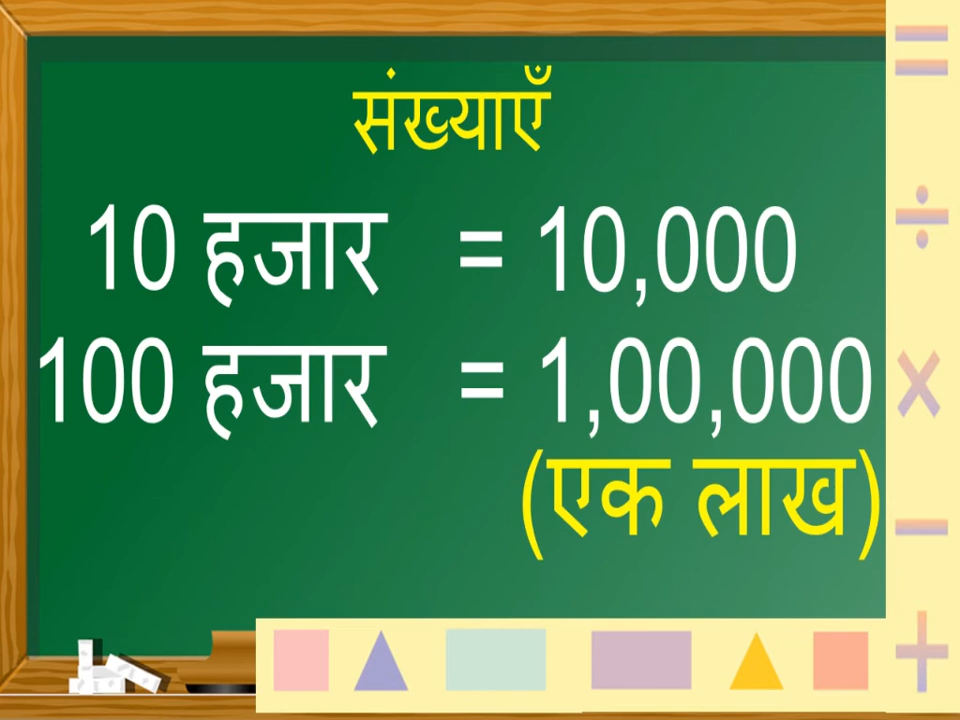 संख्याएँ
10 हजार = 10,000
100 हजार = 1,00,000
(एक लाख)